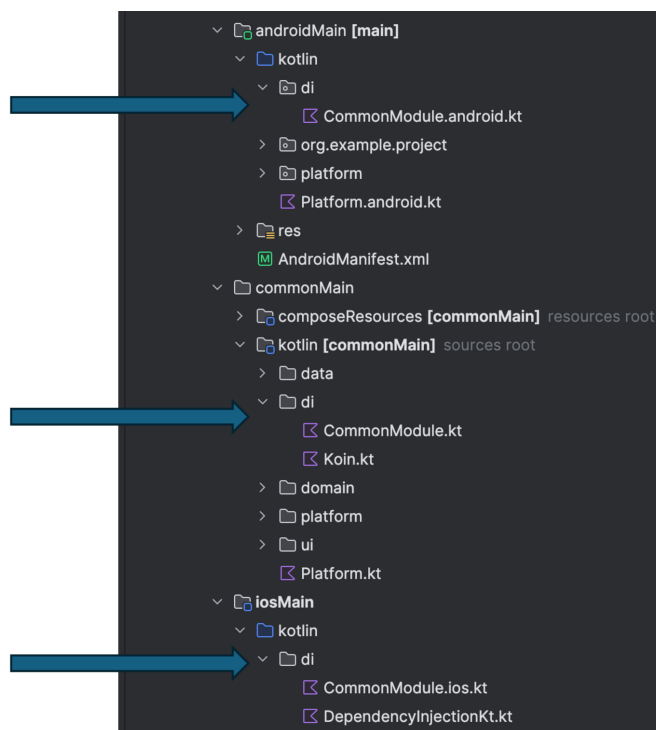 androidMain [main]
kotlin
di
CommonModule.android.kt
org.example.project
platform
Platform.android.kt
res
AndroidManifest.xml
commonMain
composeResources [commonMain] resources root
kotlin [commonMain] sources root
data
di
CommonModule.kt
Koin.kt
domain
platform
ui
Platform.kt
iosMain
kotlin
di
CommonModule.ios.kt
DependencyInjectionKt.kt